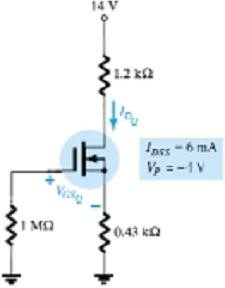 14 V
1.2 kΩ
I_DQ
I_DSS = 6 mA
V_P = −4 V
+ V_GSQ −
1 MΩ
0.43 kΩ